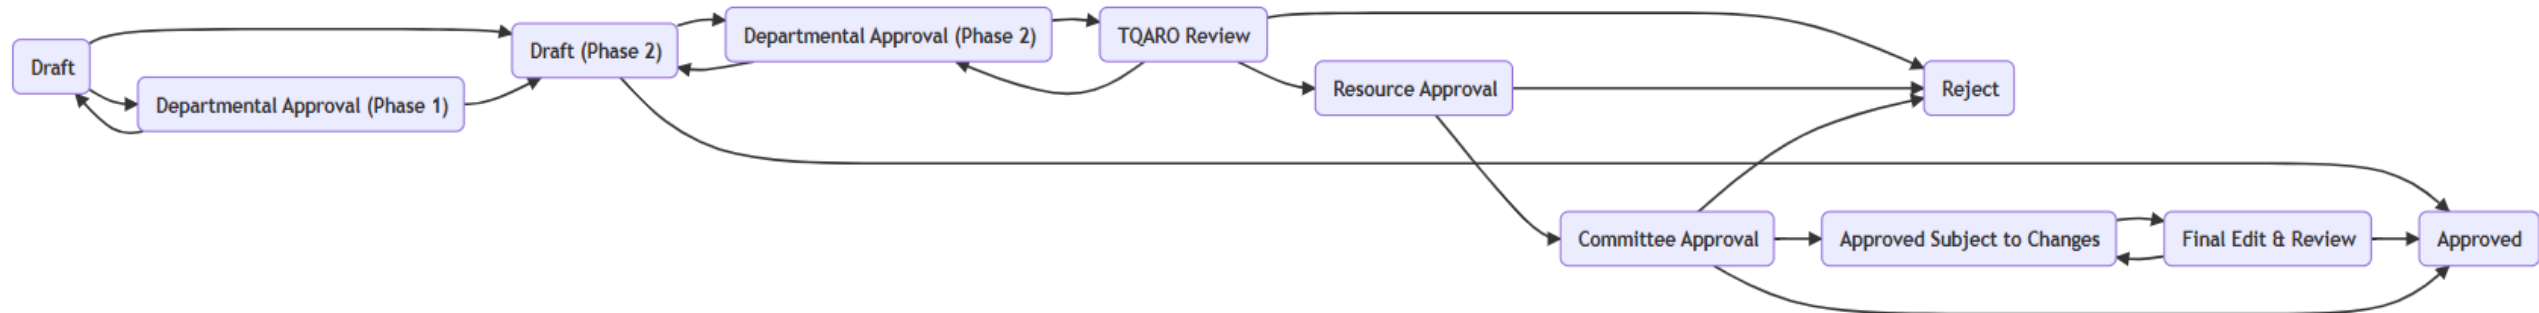 Draft
Departmental Approval (Phase 1)
Draft (Phase 2)
Departmental Approval (Phase 2)
TQARO Review
Resource Approval
Reject
Committee Approval
Approved Subject to Changes
Final Edit & Review
Approved